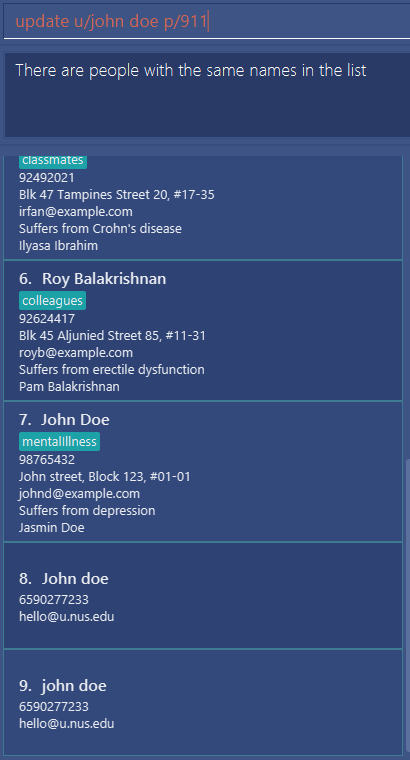 update u/john doe p/911
There are people with the same names in the list
classmates
92492021
Blk 47 Tampines Street 20, #17-35
irfan@example.com
Suffers from Crohn's disease
Ilyasa Ibrahim
6. Roy Balakrishnan
colleagues
92624417
Blk 45 Aljunied Street 85, #11-31
royb@example.com
Suffers from erectile dysfunction
Pam Balakrishnan
7. John Doe
mentalillness
98765432
John street, Block 123, #01-01
johnd@example.com
Suffers from depression
Jasmin Doe
8. John doe
6590277233
hello@u.nus.edu
9. john doe
6590277233
hello@u.nus.edu